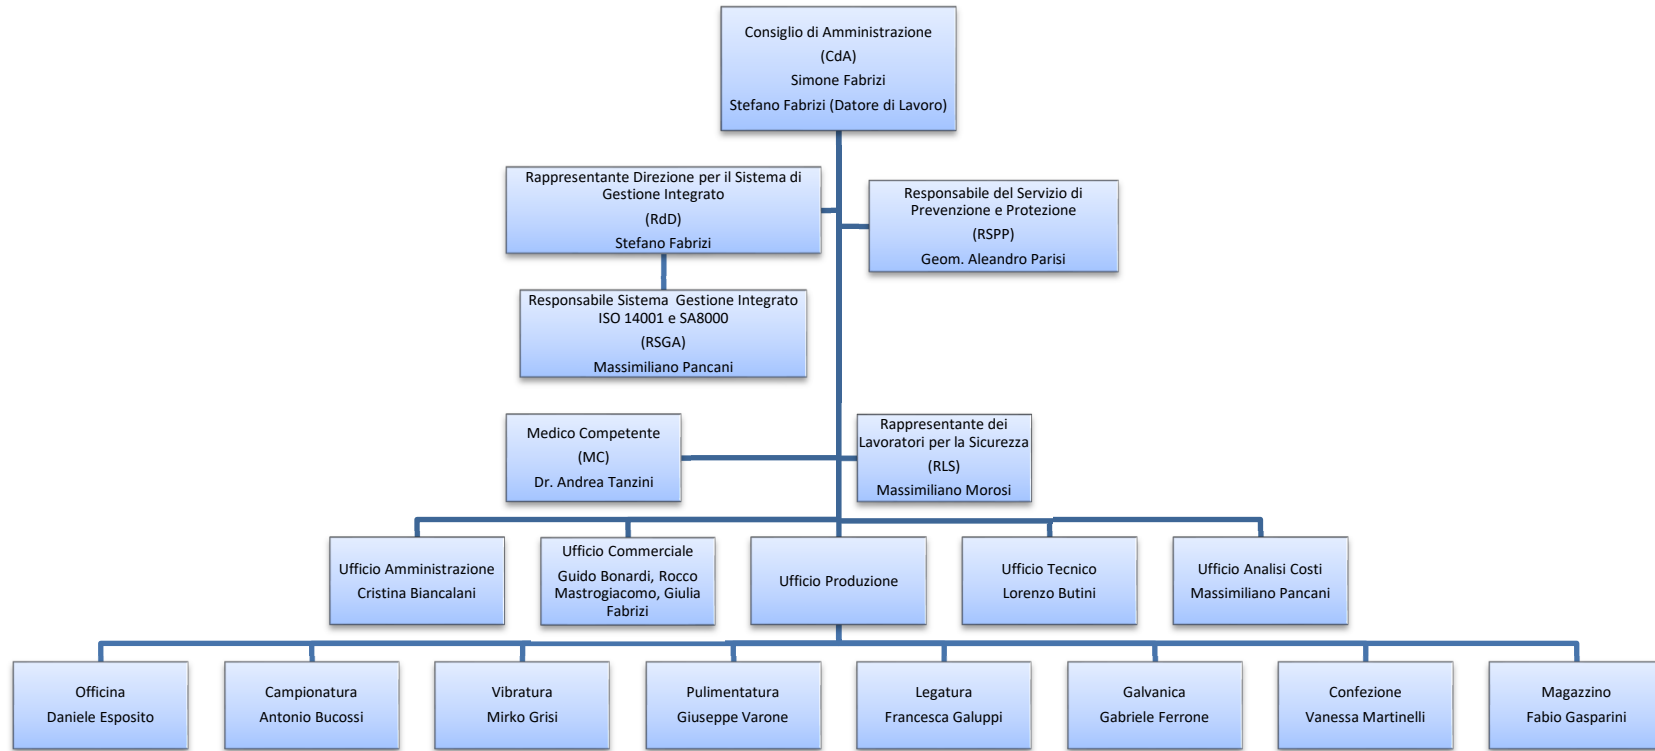 Consiglio di Amministrazione
(CdA)
Simone Fabrizi
Stefano Fabrizi (Datore di Lavoro)
Rappresentante Direzione per il Sistema di
Gestione Integrato
(RdD)
Stefano Fabrizi
Responsabile del Servizio di
Prevenzione e Protezione
(RSPP)
Geom. Aleandro Parisi
Responsabile Sistema Gestione Integrato
ISO 14001 e SA8000
(RSGA)
Massimiliano Pancani
Medico Competente
(MC)
Dr. Andrea Tanzini
Rappresentante dei
Lavoratori per la Sicurezza
(RLS)
Massimiliano Morosi
Ufficio Amministrazione
Cristina Biancalani
Ufficio Commerciale
Guido Bonardi, Rocco
Mastrogiacomo, Giulia
Fabrizi
Ufficio Produzione
Ufficio Tecnico
Lorenzo Butini
Ufficio Analisi Costi
Massimiliano Pancani
Officina
Daniele Esposito
Campionatura
Antonio Bucossi
Vibratura
Mirko Grisi
Pulimentatura
Giuseppe Varone
Legatura
Francesca Galuppi
Galvanica
Gabriele Ferrone
Confezione
Vanessa Martinelli
Magazzino
Fabio Gasparini